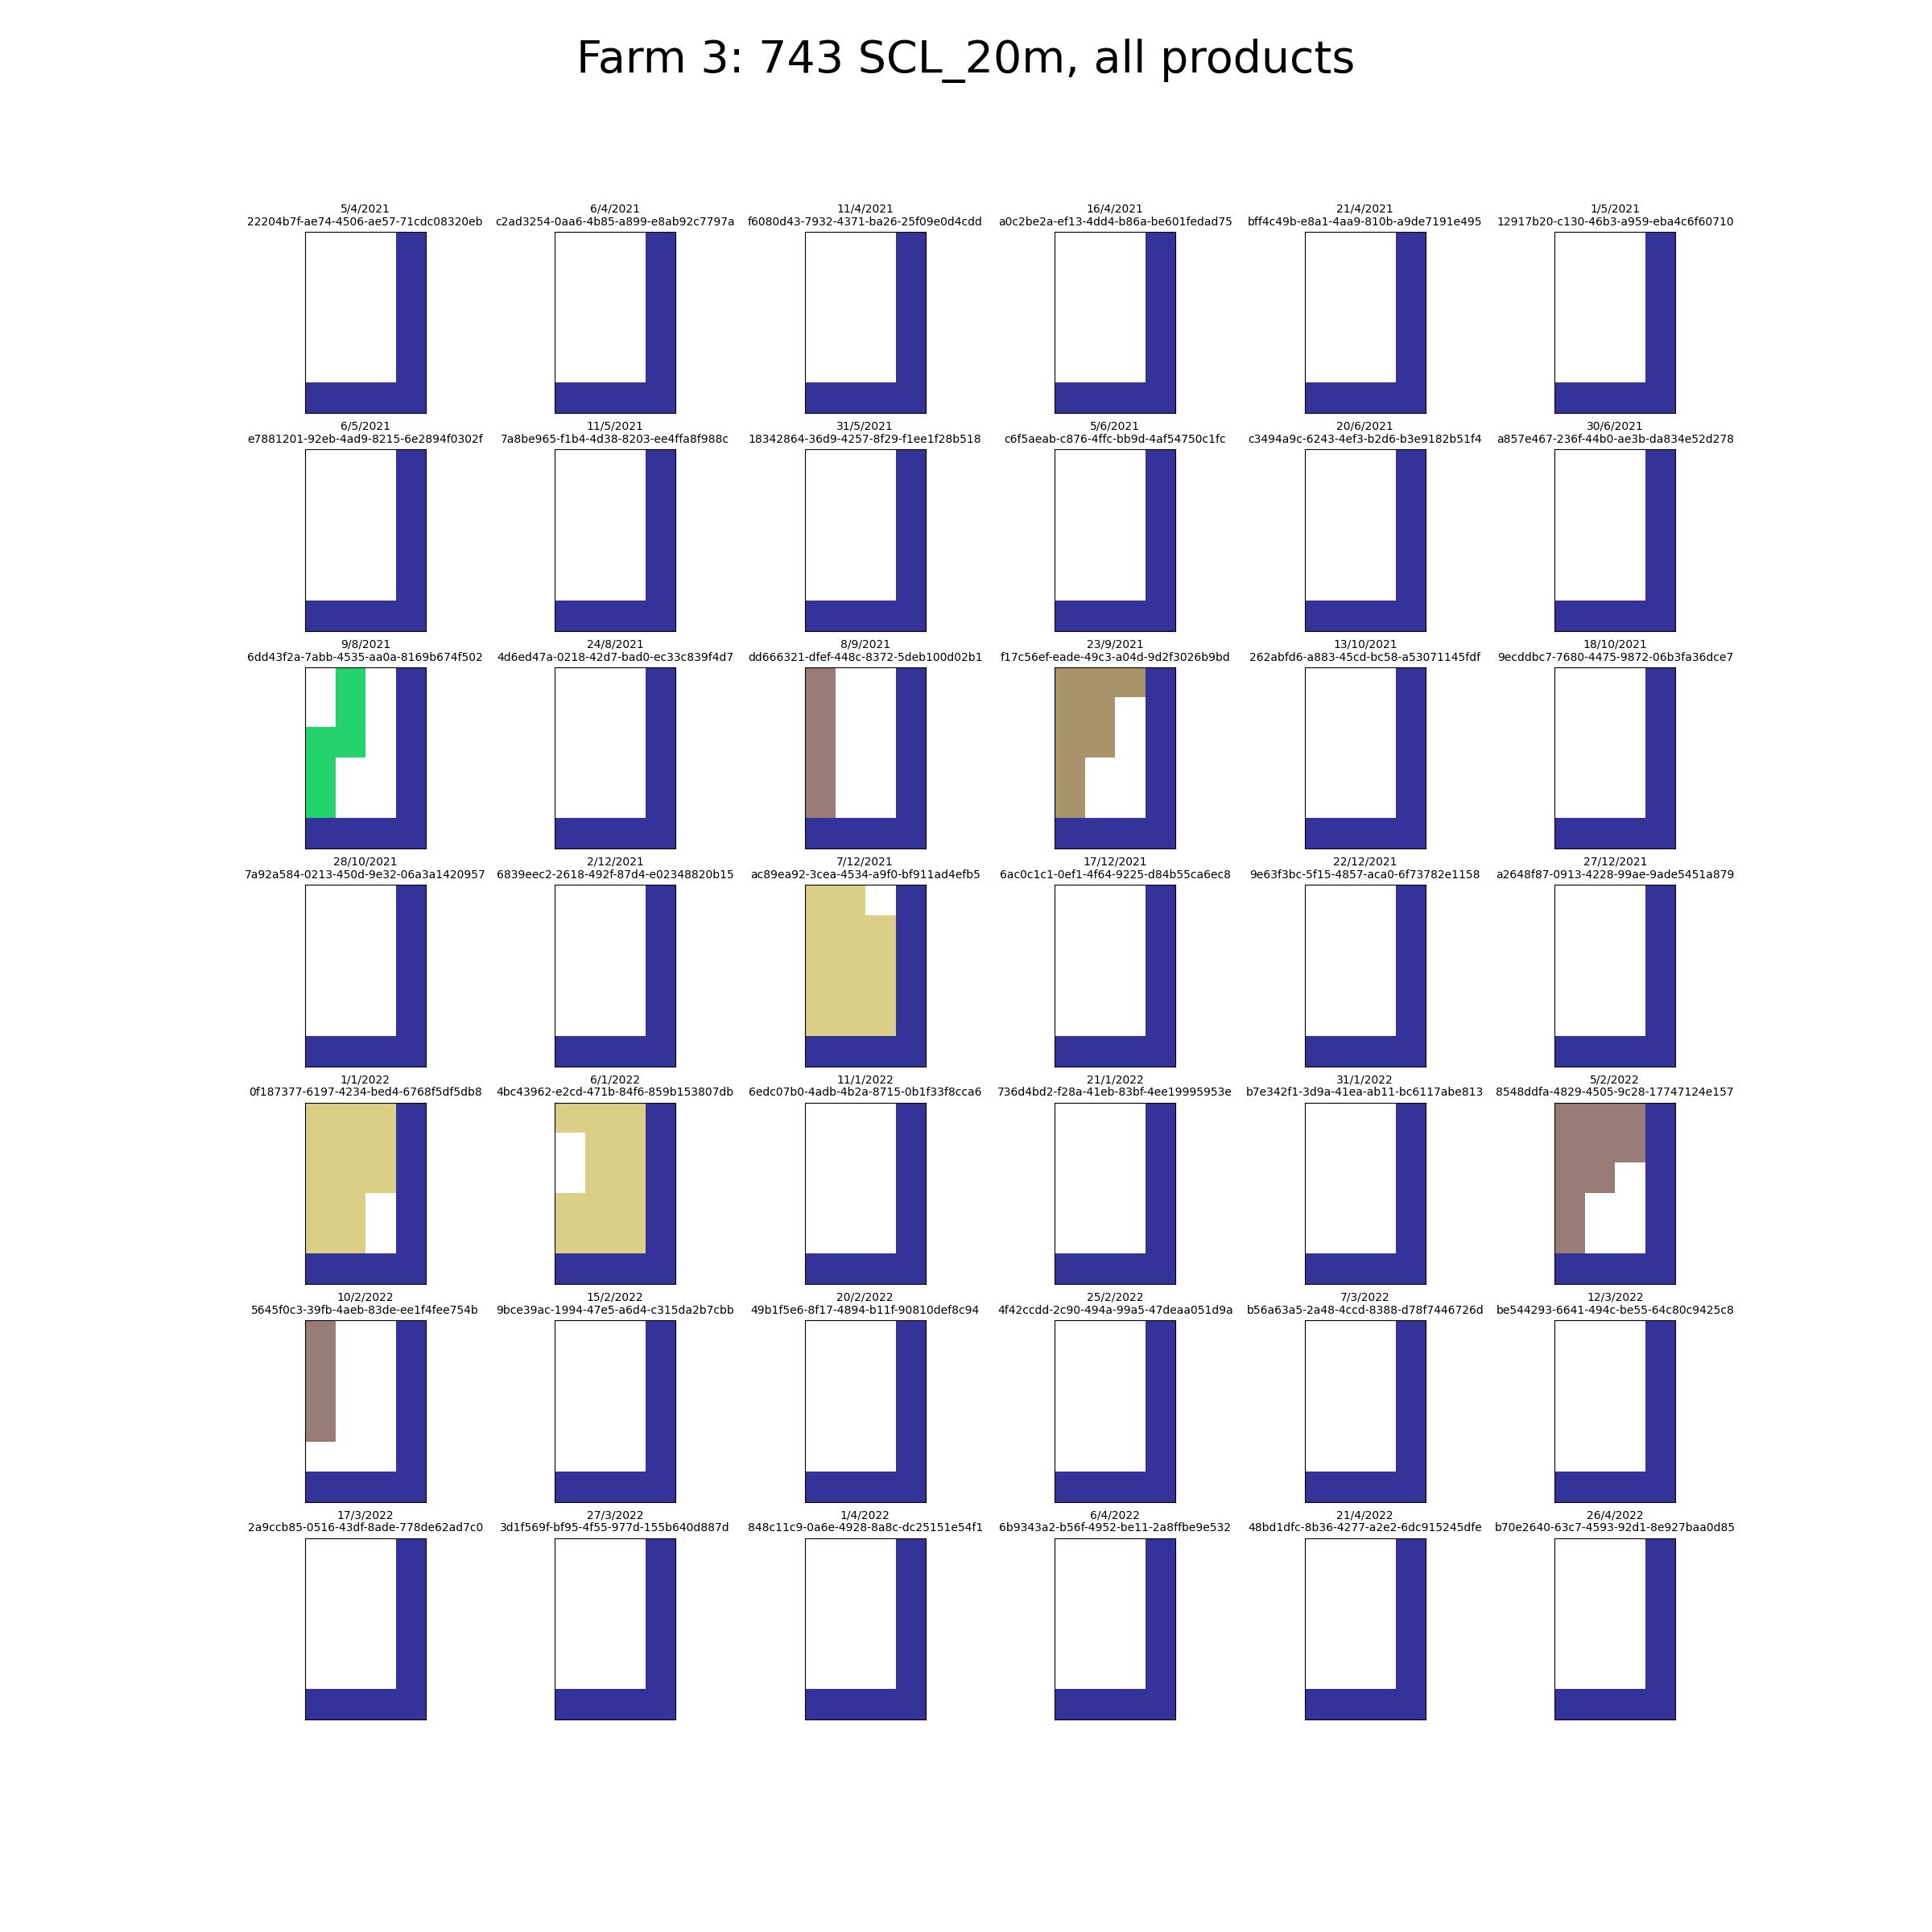 Farm 3: 743 SCL_20m, all products
5/4/2021
22204b7f-ae74-4506-ae57-71cdc08320eb
6/4/2021
c2ad3254-0aa6-4b85-a899-e8ab92c7797a
11/4/2021
f6080d43-7932-4371-ba26-25f09e0d4cdd
16/4/2021
a0c2be2a-ef13-4dd4-b86a-be601fedad75
21/4/2021
bff4c49b-e8a1-4aa9-810b-a9de7191e495
1/5/2021
12917b20-c130-46b3-a959-eba4c6f60710
6/5/2021
e7881201-92eb-4ad9-8215-6e2894f0302f
11/5/2021
7a8be965-f1b4-4d38-8203-ee4ffa8f988c
31/5/2021
18342864-36d9-4257-8f29-f1ee1f28b518
5/6/2021
c6f5aeab-c876-4ffc-bb9d-4af54750c1fc
20/6/2021
c3494a9c-6243-4ef3-b2d6-b3e9182b51f4
30/6/2021
a857e467-236f-44b0-ae3b-da834e52d278
9/8/2021
6dd43f2a-7abb-4535-aa0a-8169b674f502
24/8/2021
4d6ed47a-0218-42d7-bad0-ec33c839f4d7
8/9/2021
dd666321-dfef-448c-8372-5deb100d02b1
23/9/2021
f17c56ef-eade-49c3-a04d-9d2f3026b9bd
13/10/2021
262abfd6-a883-45cd-bc58-a53071145fdf
18/10/2021
9ecddbc7-7680-4475-9872-06b3fa36dce7
28/10/2021
7a92a584-0213-450d-9e32-06a3a1420957
2/12/2021
6839eec2-2618-492f-87d4-e02348820b15
7/12/2021
ac89ea92-3cea-4534-a9f0-bf911ad4efb5
17/12/2021
6ac0c1c1-0ef1-4f64-9225-d84b55ca6ec8
22/12/2021
9e63f3bc-5f15-4857-aca0-6f73782e1158
27/12/2021
a2648f87-0913-4228-99ae-9ade5451a879
1/1/2022
0f187377-6197-4234-bed4-6768f5df5db8
6/1/2022
4bc43962-e2cd-471b-84f6-859b153807db
11/1/2022
6edc07b0-4adb-4b2a-8715-0b1f33f8cca6
21/1/2022
736d4bd2-f28a-41eb-83bf-4ee19995953e
31/1/2022
b7e342f1-3d9a-41ea-ab11-bc6117abe813
5/2/2022
8548ddfa-4829-4505-9c28-17747124e157
10/2/2022
5645f0c3-39fb-4aeb-83de-ee1f4fee754b
15/2/2022
9bce39ac-1994-47e5-a6d4-c315da2b7cbb
20/2/2022
49b1f5e6-8f17-4894-b11f-90810def8c94
25/2/2022
4f42ccdd-2c90-494a-99a5-47deaa051d9a
7/3/2022
b56a63a5-2a48-4ccd-8388-d78f7446726d
12/3/2022
be544293-6641-494c-be55-64c80c9425c8
17/3/2022
2a9ccb85-0516-43df-8ade-778de62ad7c0
27/3/2022
3d1f569f-bf95-4f55-977d-155b640d887d
1/4/2022
848c11c9-0a6e-4928-8a8c-dc25151e54f1
6/4/2022
6b9343a2-b56f-4952-be11-2a8ffbe9e532
21/4/2022
48bd1dfc-8b36-4277-a2e2-6dc915245dfe
26/4/2022
b70e2640-63c7-4593-92d1-8e927baa0d85